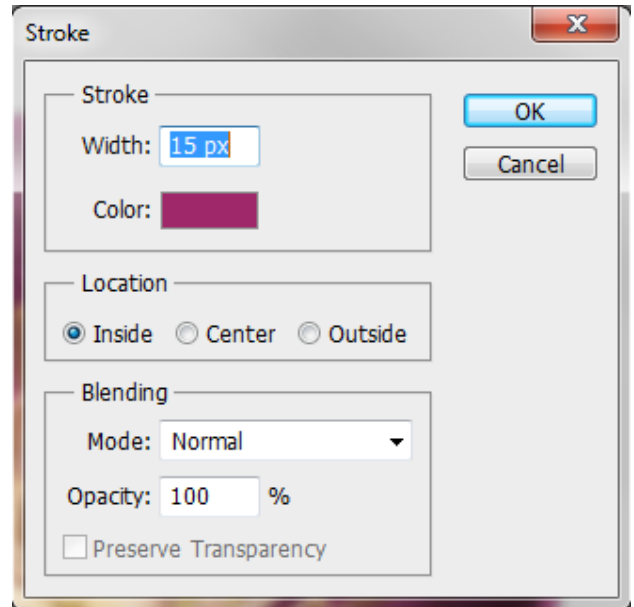 Stroke
Stroke
Width: 15 px
Color:
OK
Cancel
Location
Inside Center Outside
Blending
Mode: Normal
Opacity: 100 %
Preserve Transparency